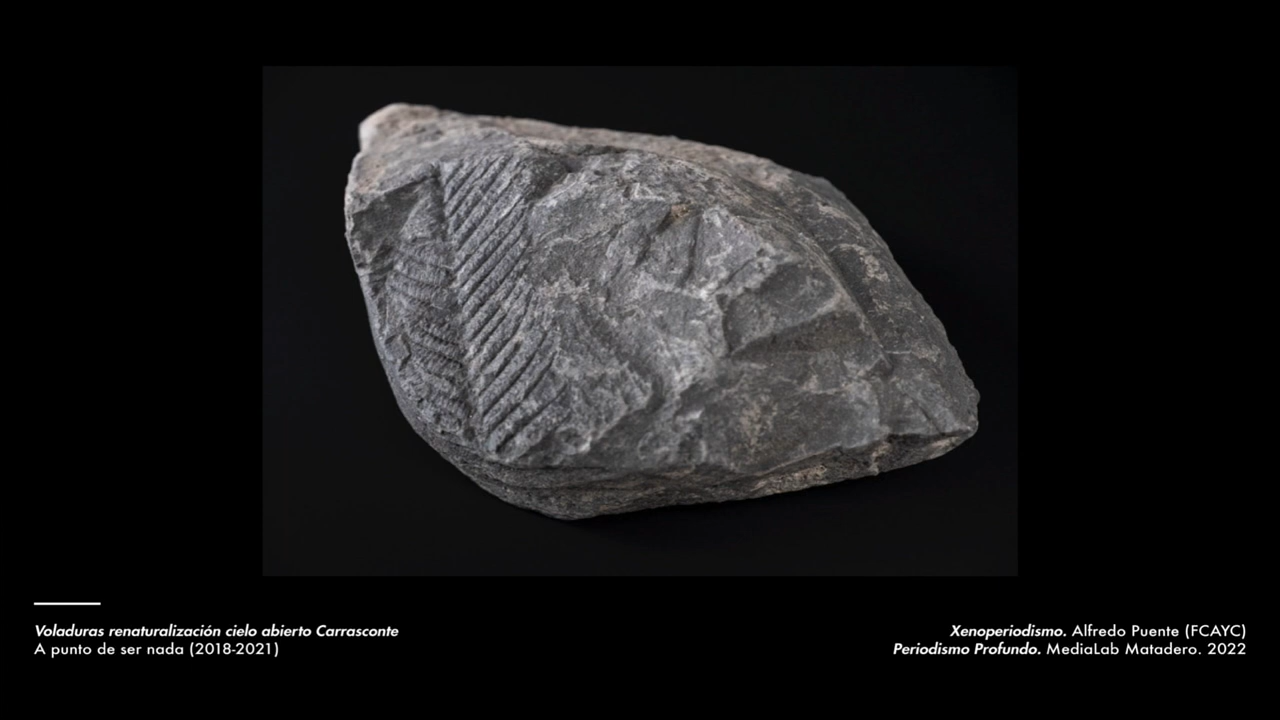 Voladuras renaturalización cielo abierto Carrasconte
A punto de ser nada (2018-2021)
Xenoperiodismo. Alfredo Puente (FCAYC)
Periodismo Profundo. MediaLab Matadero. 2022